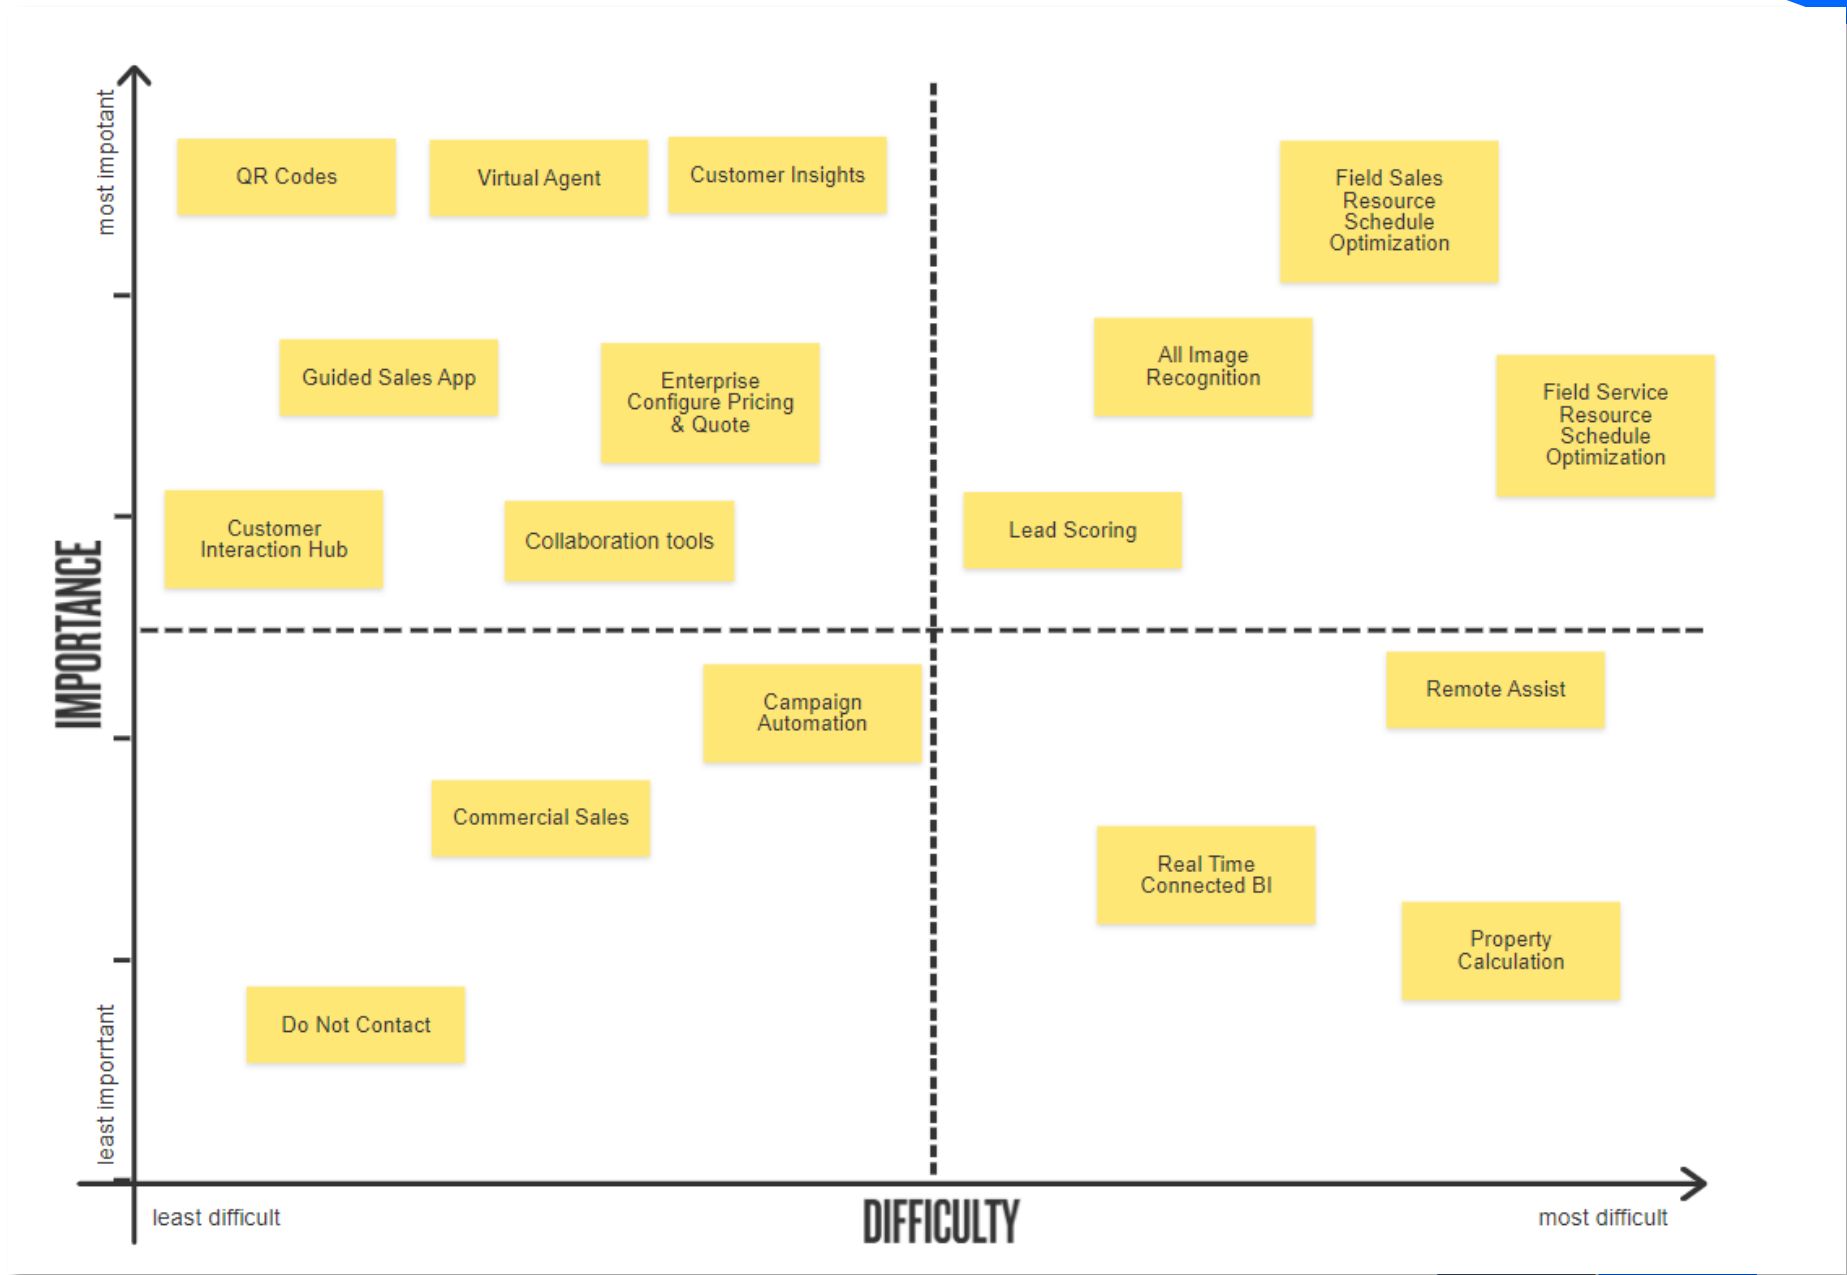 most impotant
QR Codes
Virtual Agent
Customer Insights
Field Sales
Resource
Schedule
Optimization
Guided Sales App
Enterprise
Configure Pricing
& Quote
All Image
Recognition
Field Service
Resource
Schedule
Optimization
Customer
Interaction Hub
Collaboration tools
Lead Scoring
IMPORTANCE
Campaign
Automation
Remote Assist
Commercial Sales
Real Time
Connected BI
Property
Calculation
Do Not Contact
least imporrtant
least difficult
DIFFICULTY
most difficult